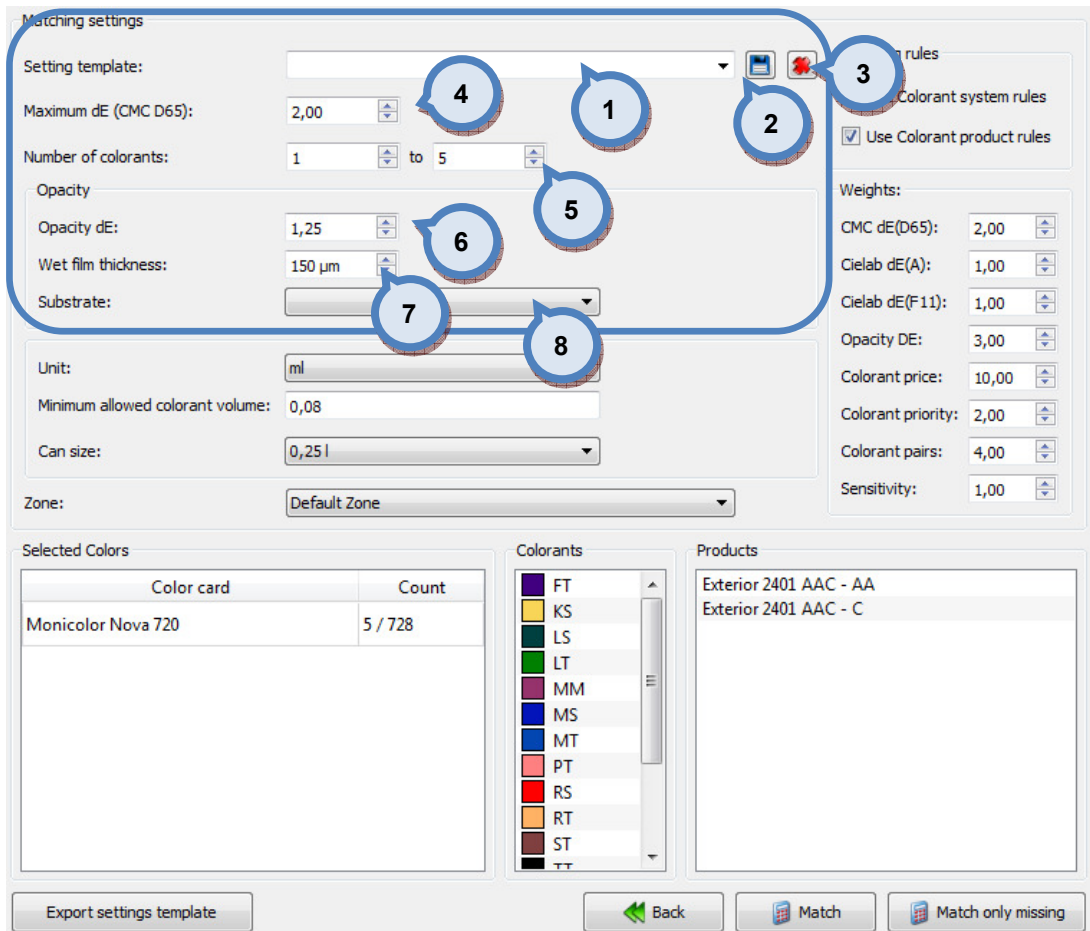 Matching settings
Setting template:
1
2
3
rules
Maximum dE (CMC D65): 2,00
4
Colorant system rules
Use Colorant product rules
Number of colorants: 1 to 5
5
Opacity
Opacity dE: 1,25
6
Wet film thickness: 150 µm
7
Substrate:
8
Weights:
CMC dE(D65): 2,00
Cielab dE(A): 1,00
Cielab dE(F11): 1,00
Opacity DE: 3,00
Colorant price: 10,00
Colorant priority: 2,00
Colorant pairs: 4,00
Sensitivity: 1,00
Unit: ml
Minimum allowed colorant volume: 0,08
Can size: 0,25 l
Zone: Default Zone
Selected Colors
Color card Count
Monicolor Nova 720 5 / 728
Colorants
FT
KS
LS
LT
MM
MS
MT
PT
RS
RT
ST
TT
Products
Exterior 2401 AAC - AA
Exterior 2401 AAC - C
Export settings template
Back
Match
Match only missing